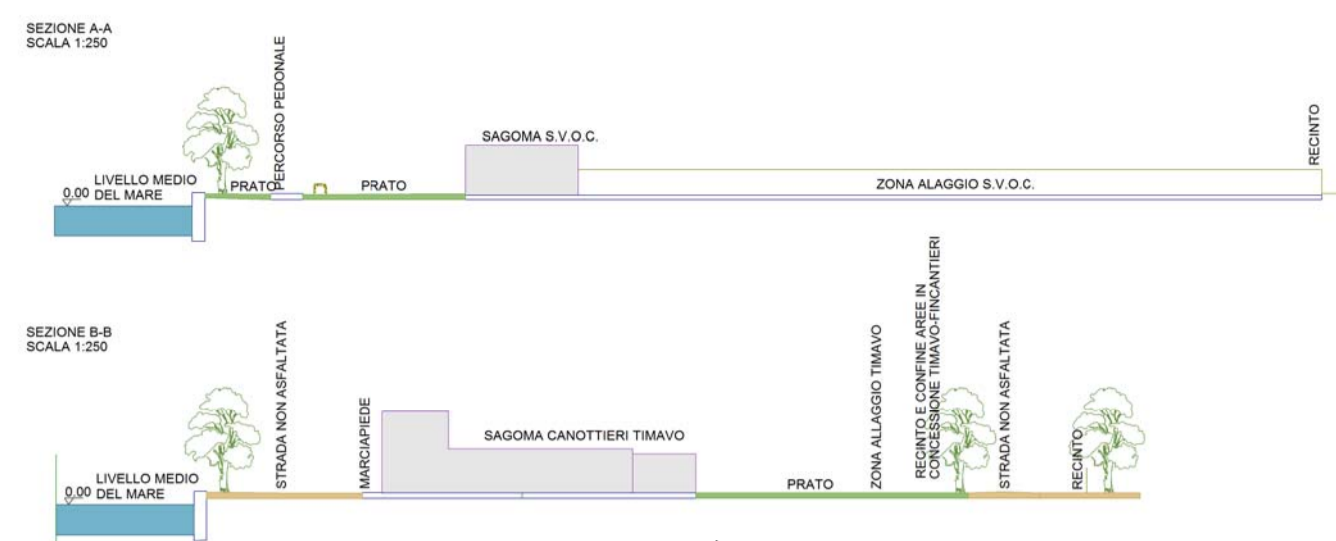 SEZIONE A-A
SCALA 1:250
PERCORSO PEDONALE
SAGOMA S.V.O.C.
RECINTO
0.00
LIVELLO MEDIO
DEL MARE
PRATO
PRATO
ZONA ALAGGIO S.V.O.C.
SEZIONE B-B
SCALA 1:250
STRADA NON ASFALTATA
MARCIAPIEDE
SAGOMA CANOTTIERI TIMAVO
ZONA ALLAGGIO TIMAVO
RECINTO E CONFINE AREE IN
CONCESSIONE TIMAVO-FINCANTIERI
STRADA NON ASFALTATA
RECINTO
0.00
LIVELLO MEDIO
DEL MARE
PRATO